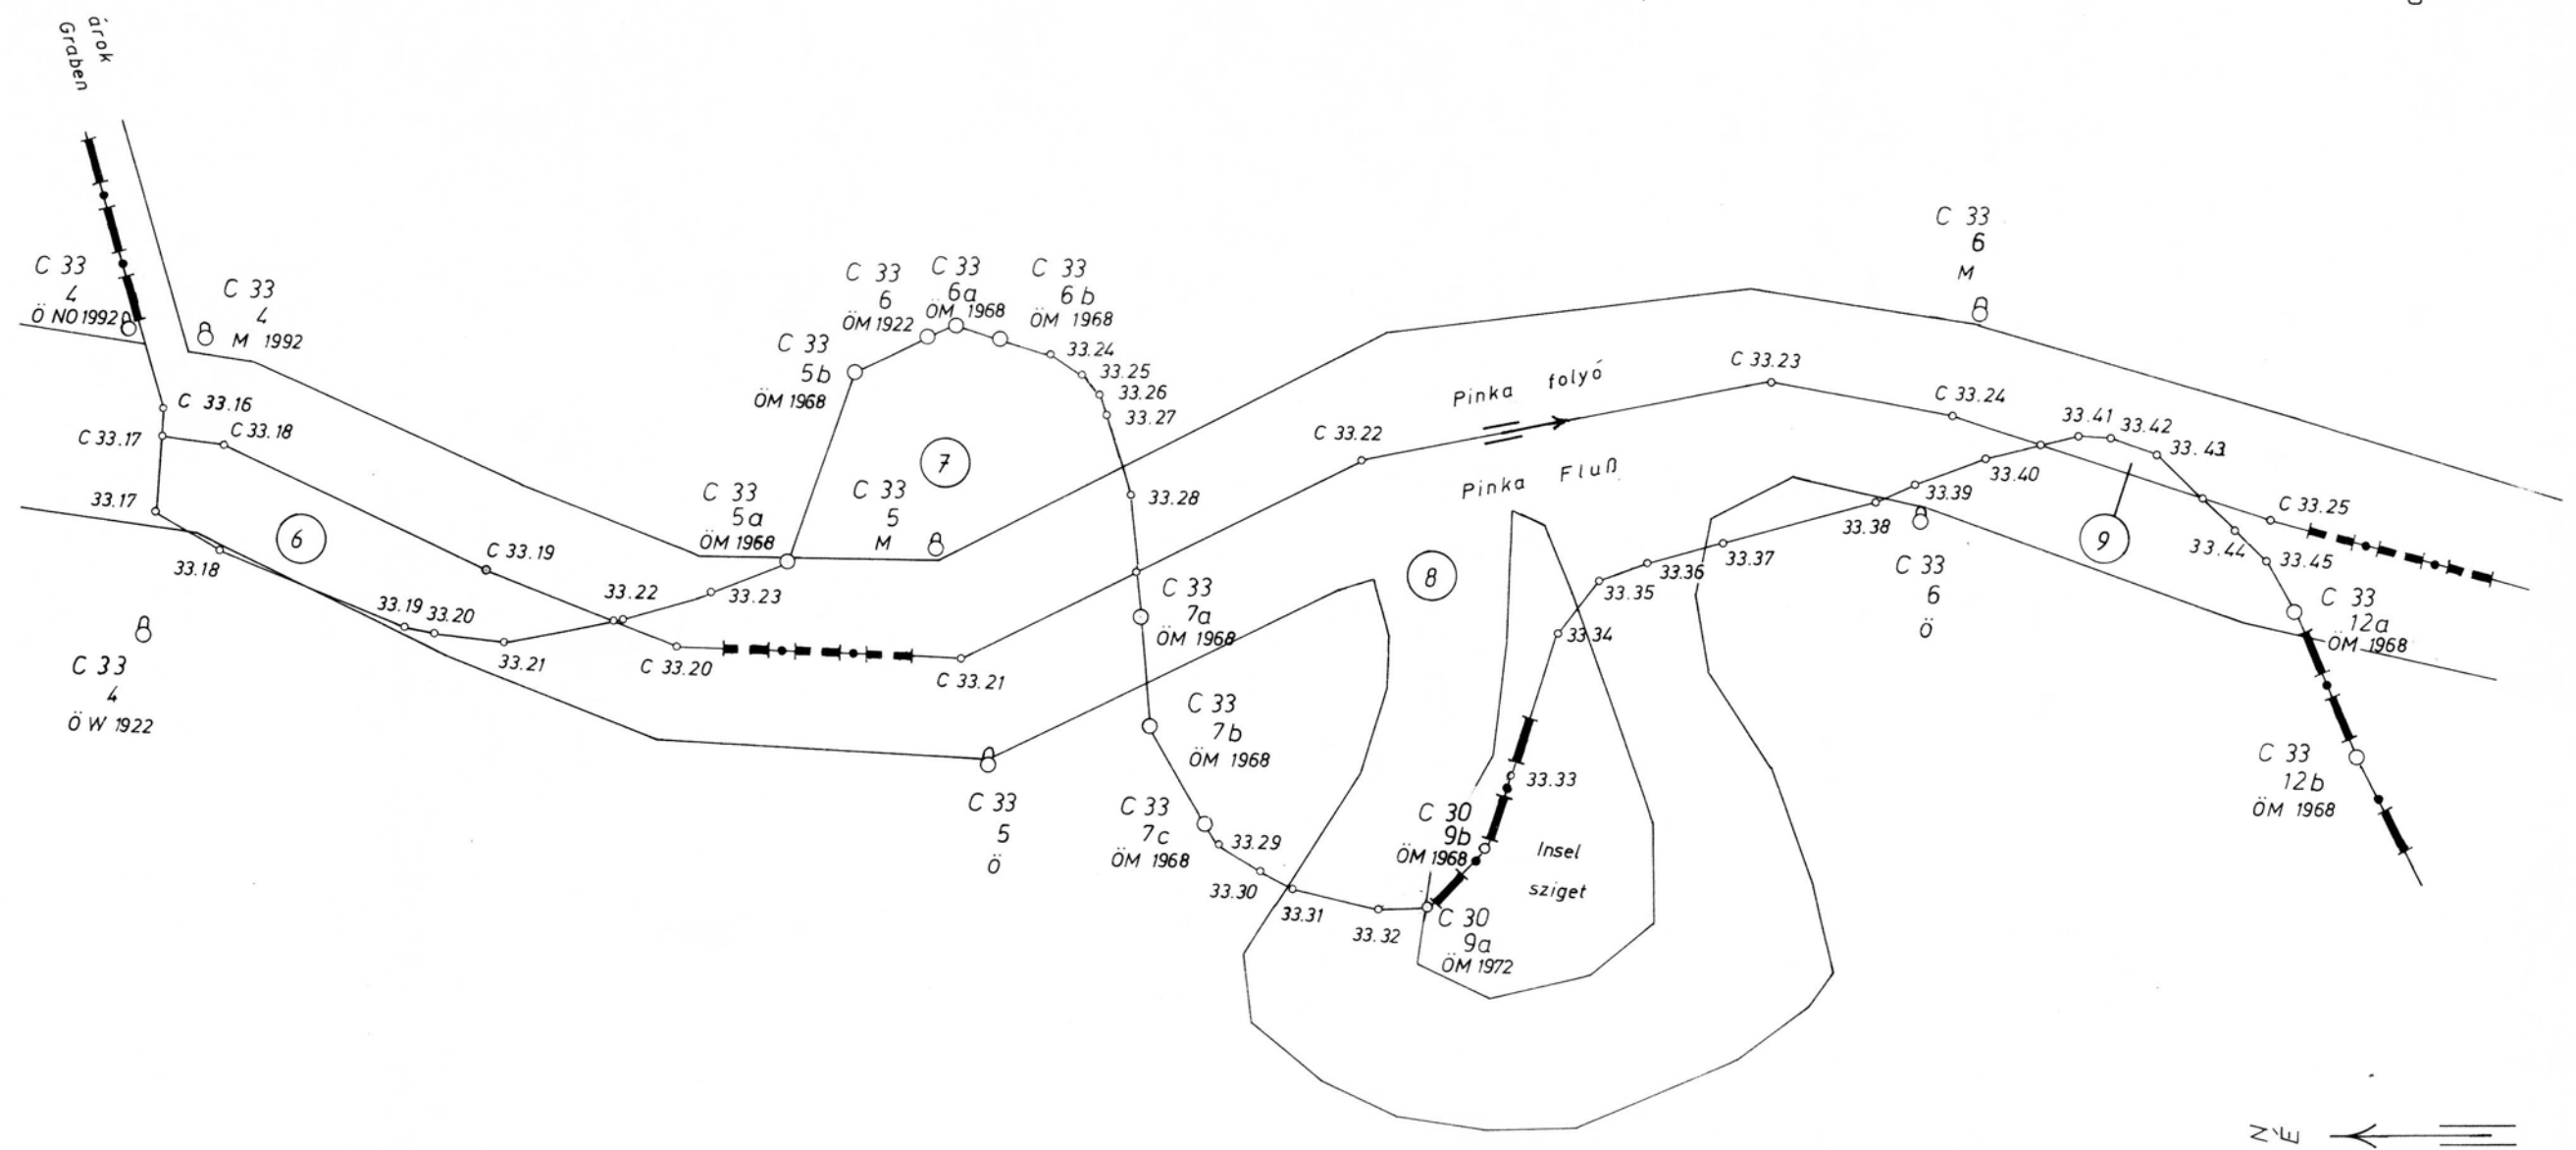 árok
Graben
C 33
4
Ö NO 1992
C 33
4
M 1992
C 33.16
C 33.17
C 33.18
33.17
33.18
6
C 33
4
Ö W 1922
C 33.19
33.19
33.20
33.21
33.22
33.23
C 33.20
C 33.21
C 33
5a
ÖM 1968
C 33
5b
ÖM 1968
C 33
5
M
C 33
6
ÖM 1922
C 33
6a
ÖM 1968
C 33
6b
ÖM 1968
33.24
33.25
33.26
33.27
7
33.28
C 33
7a
ÖM 1968
C 33
7b
ÖM 1968
C 33
7c
ÖM 1968
C 33
5
Ö
33.29
33.30
33.31
33.32
C 33.22
Pinka folyó
Pinka Fluß
8
C 30
9b
ÖM 1968
C 30
9a
ÖM 1972
Insel
sziget
33.33
33.34
33.35
33.36
33.37
33.38
33.39
33.40
C 33.23
C 33.24
C 33
6
M
C 33
6
Ö
33.41
33.42
33.43
9
33.44
33.45
C 33.25
C 33
12a
ÖM 1968
C 33
12b
ÖM 1968
N, É